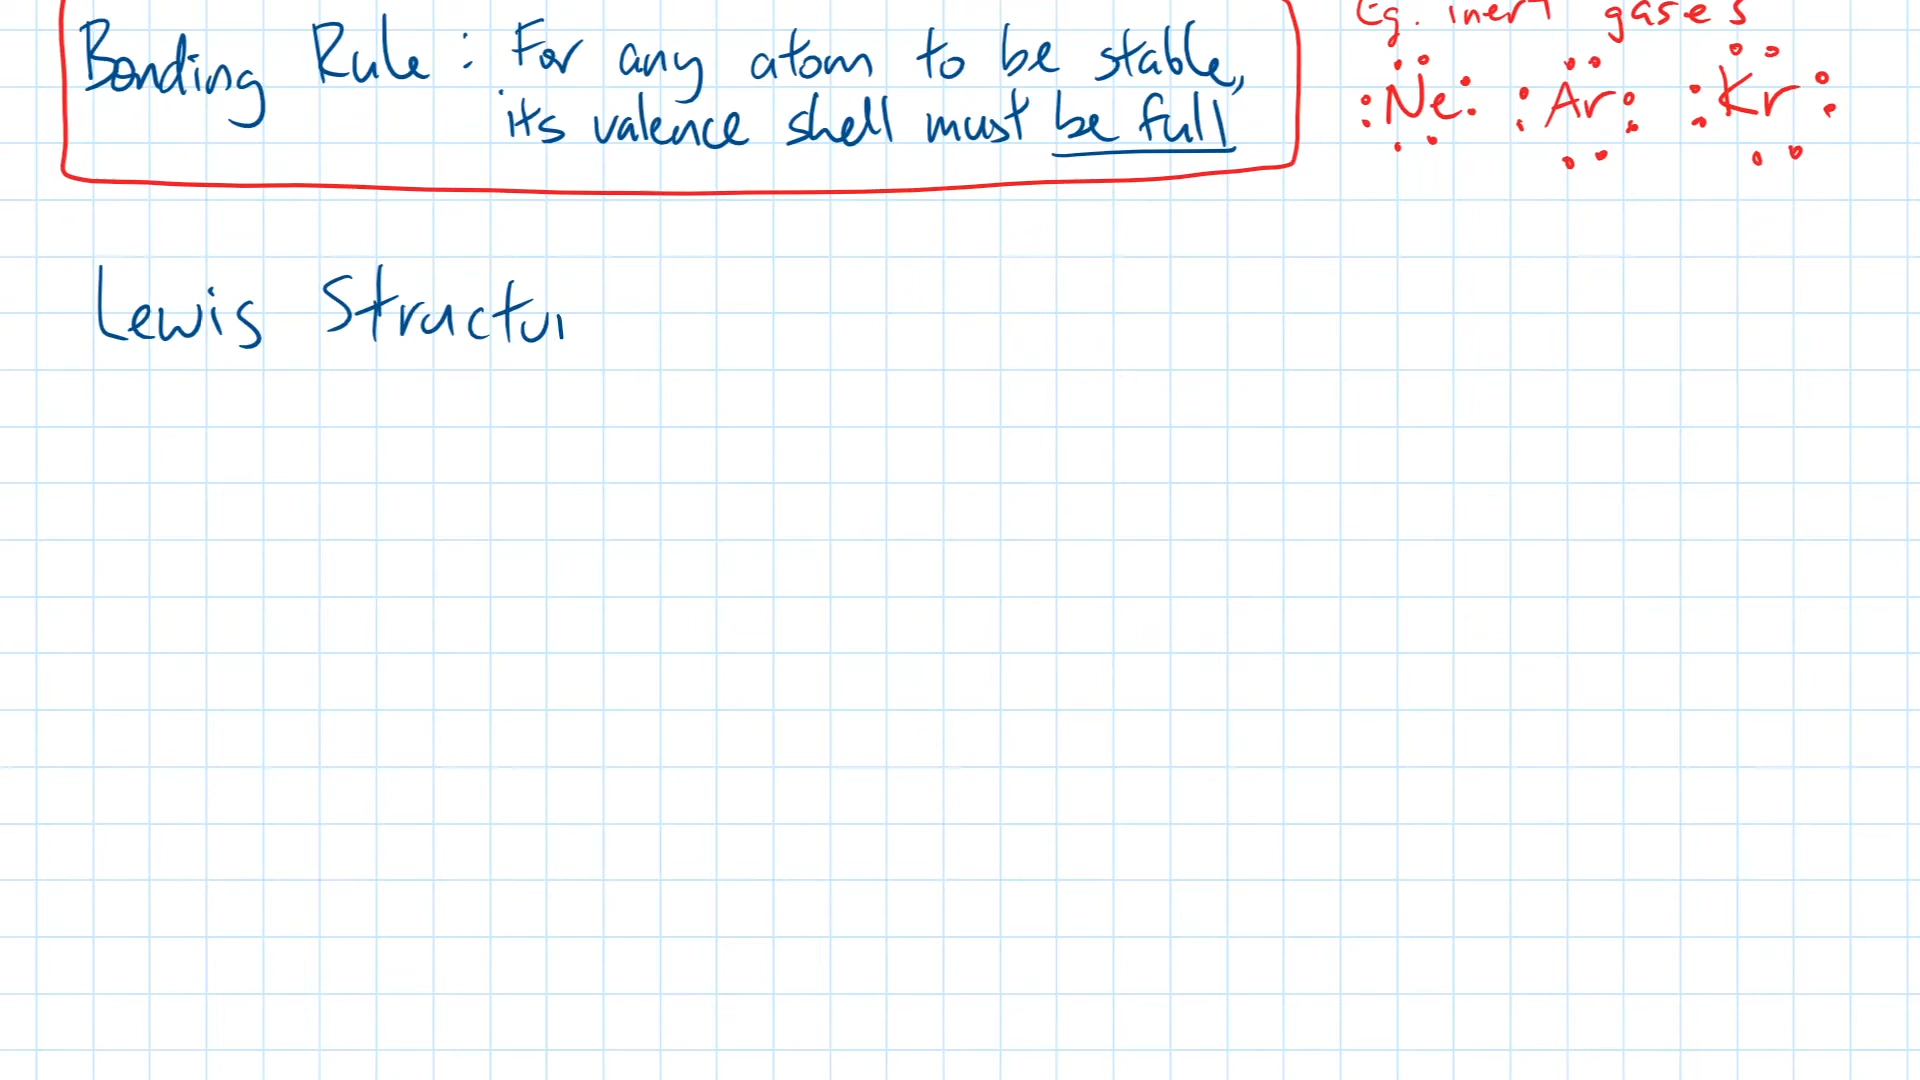 Eg. inert gases
Bonding Rule: For any atom to be stable,
its valence shell must be full
Ne Ar Kr
Lewis Structu